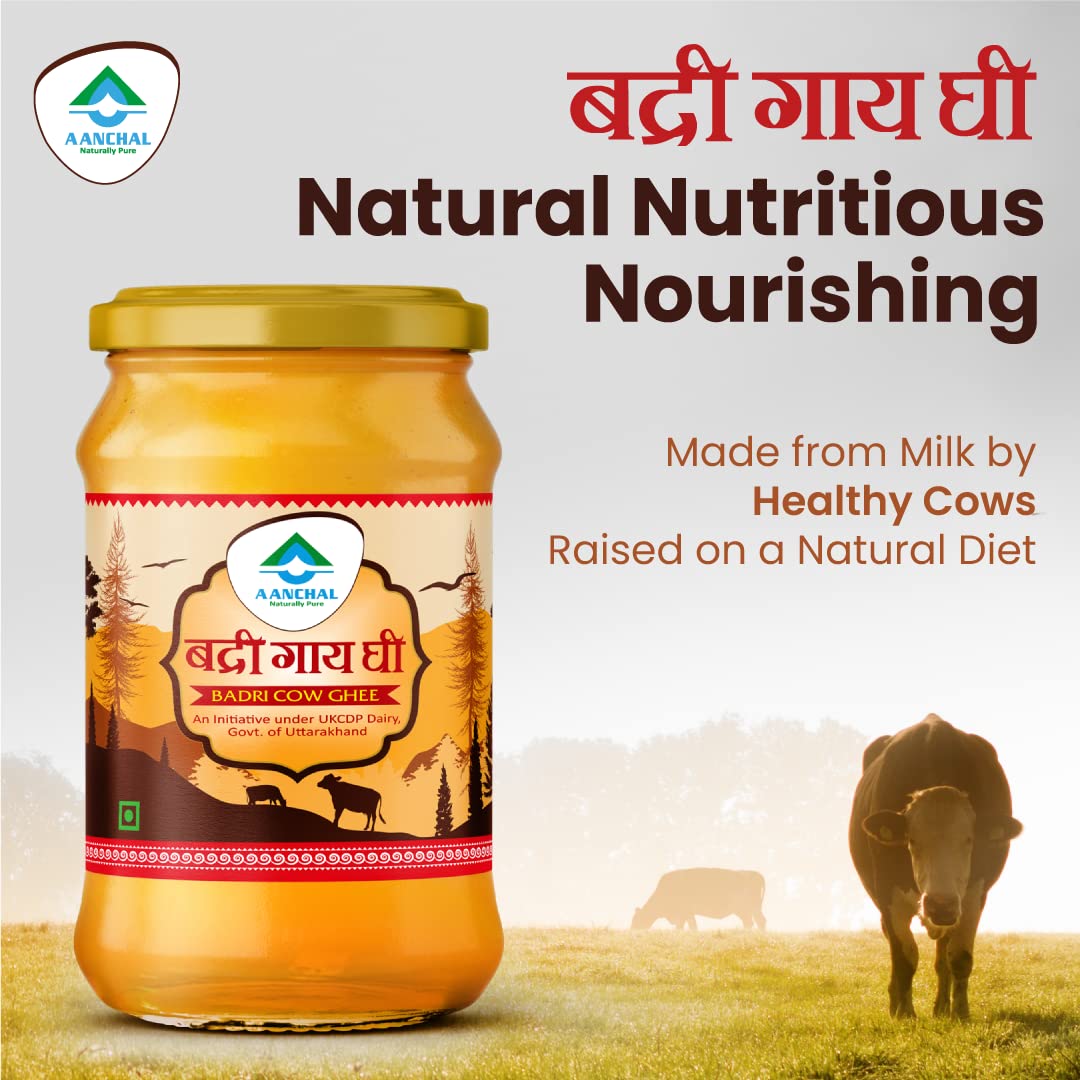 AANCHAL
Naturally Pure
बद्री गाय घी
Natural Nutritious
Nourishing
Made from Milk by
Healthy Cows
Raised on a Natural Diet
AANCHAL
Naturally Pure
बद्री गाय घी
BADRI COW GHEE
An Initiative under UKCDP Dairy,
Govt. of Uttarakhand